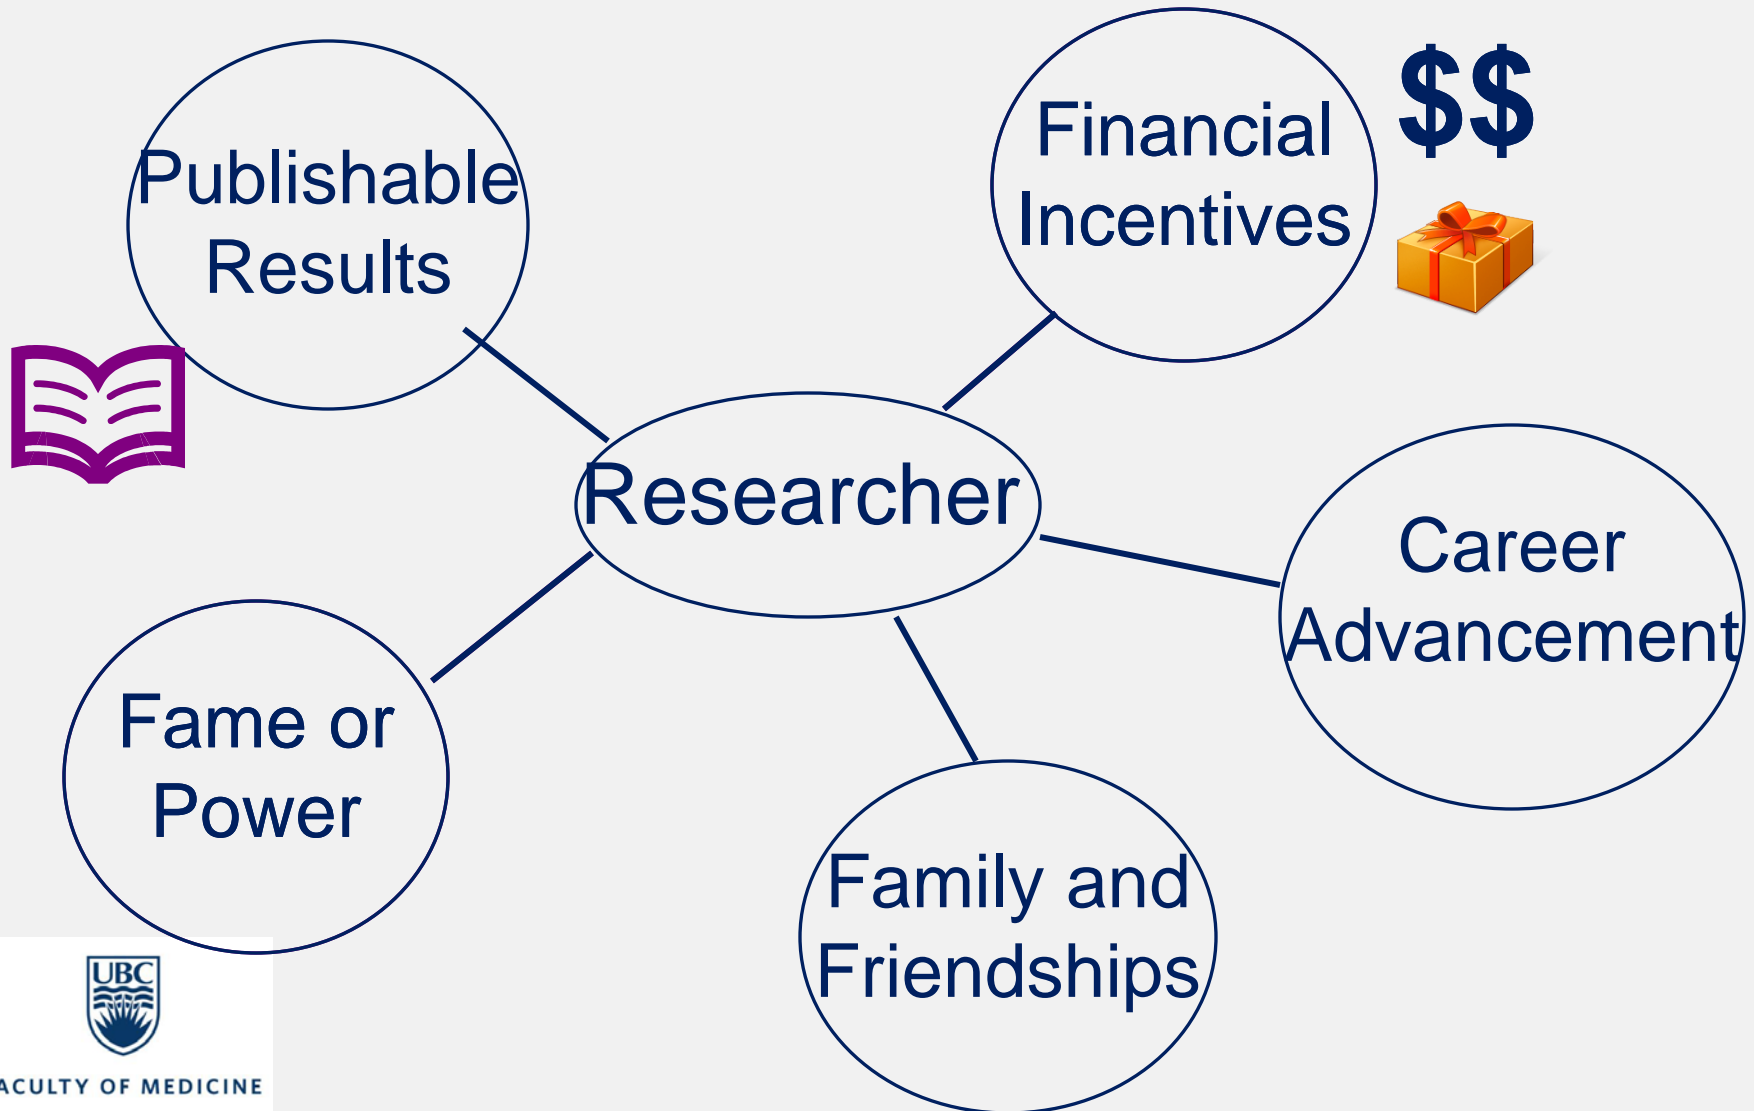 Publishable
Results
Financial
Incentives
$$
Researcher
Career
Advancement
Fame or
Power
Family and
Friendships
UBC
ACULTY OF MEDICINE